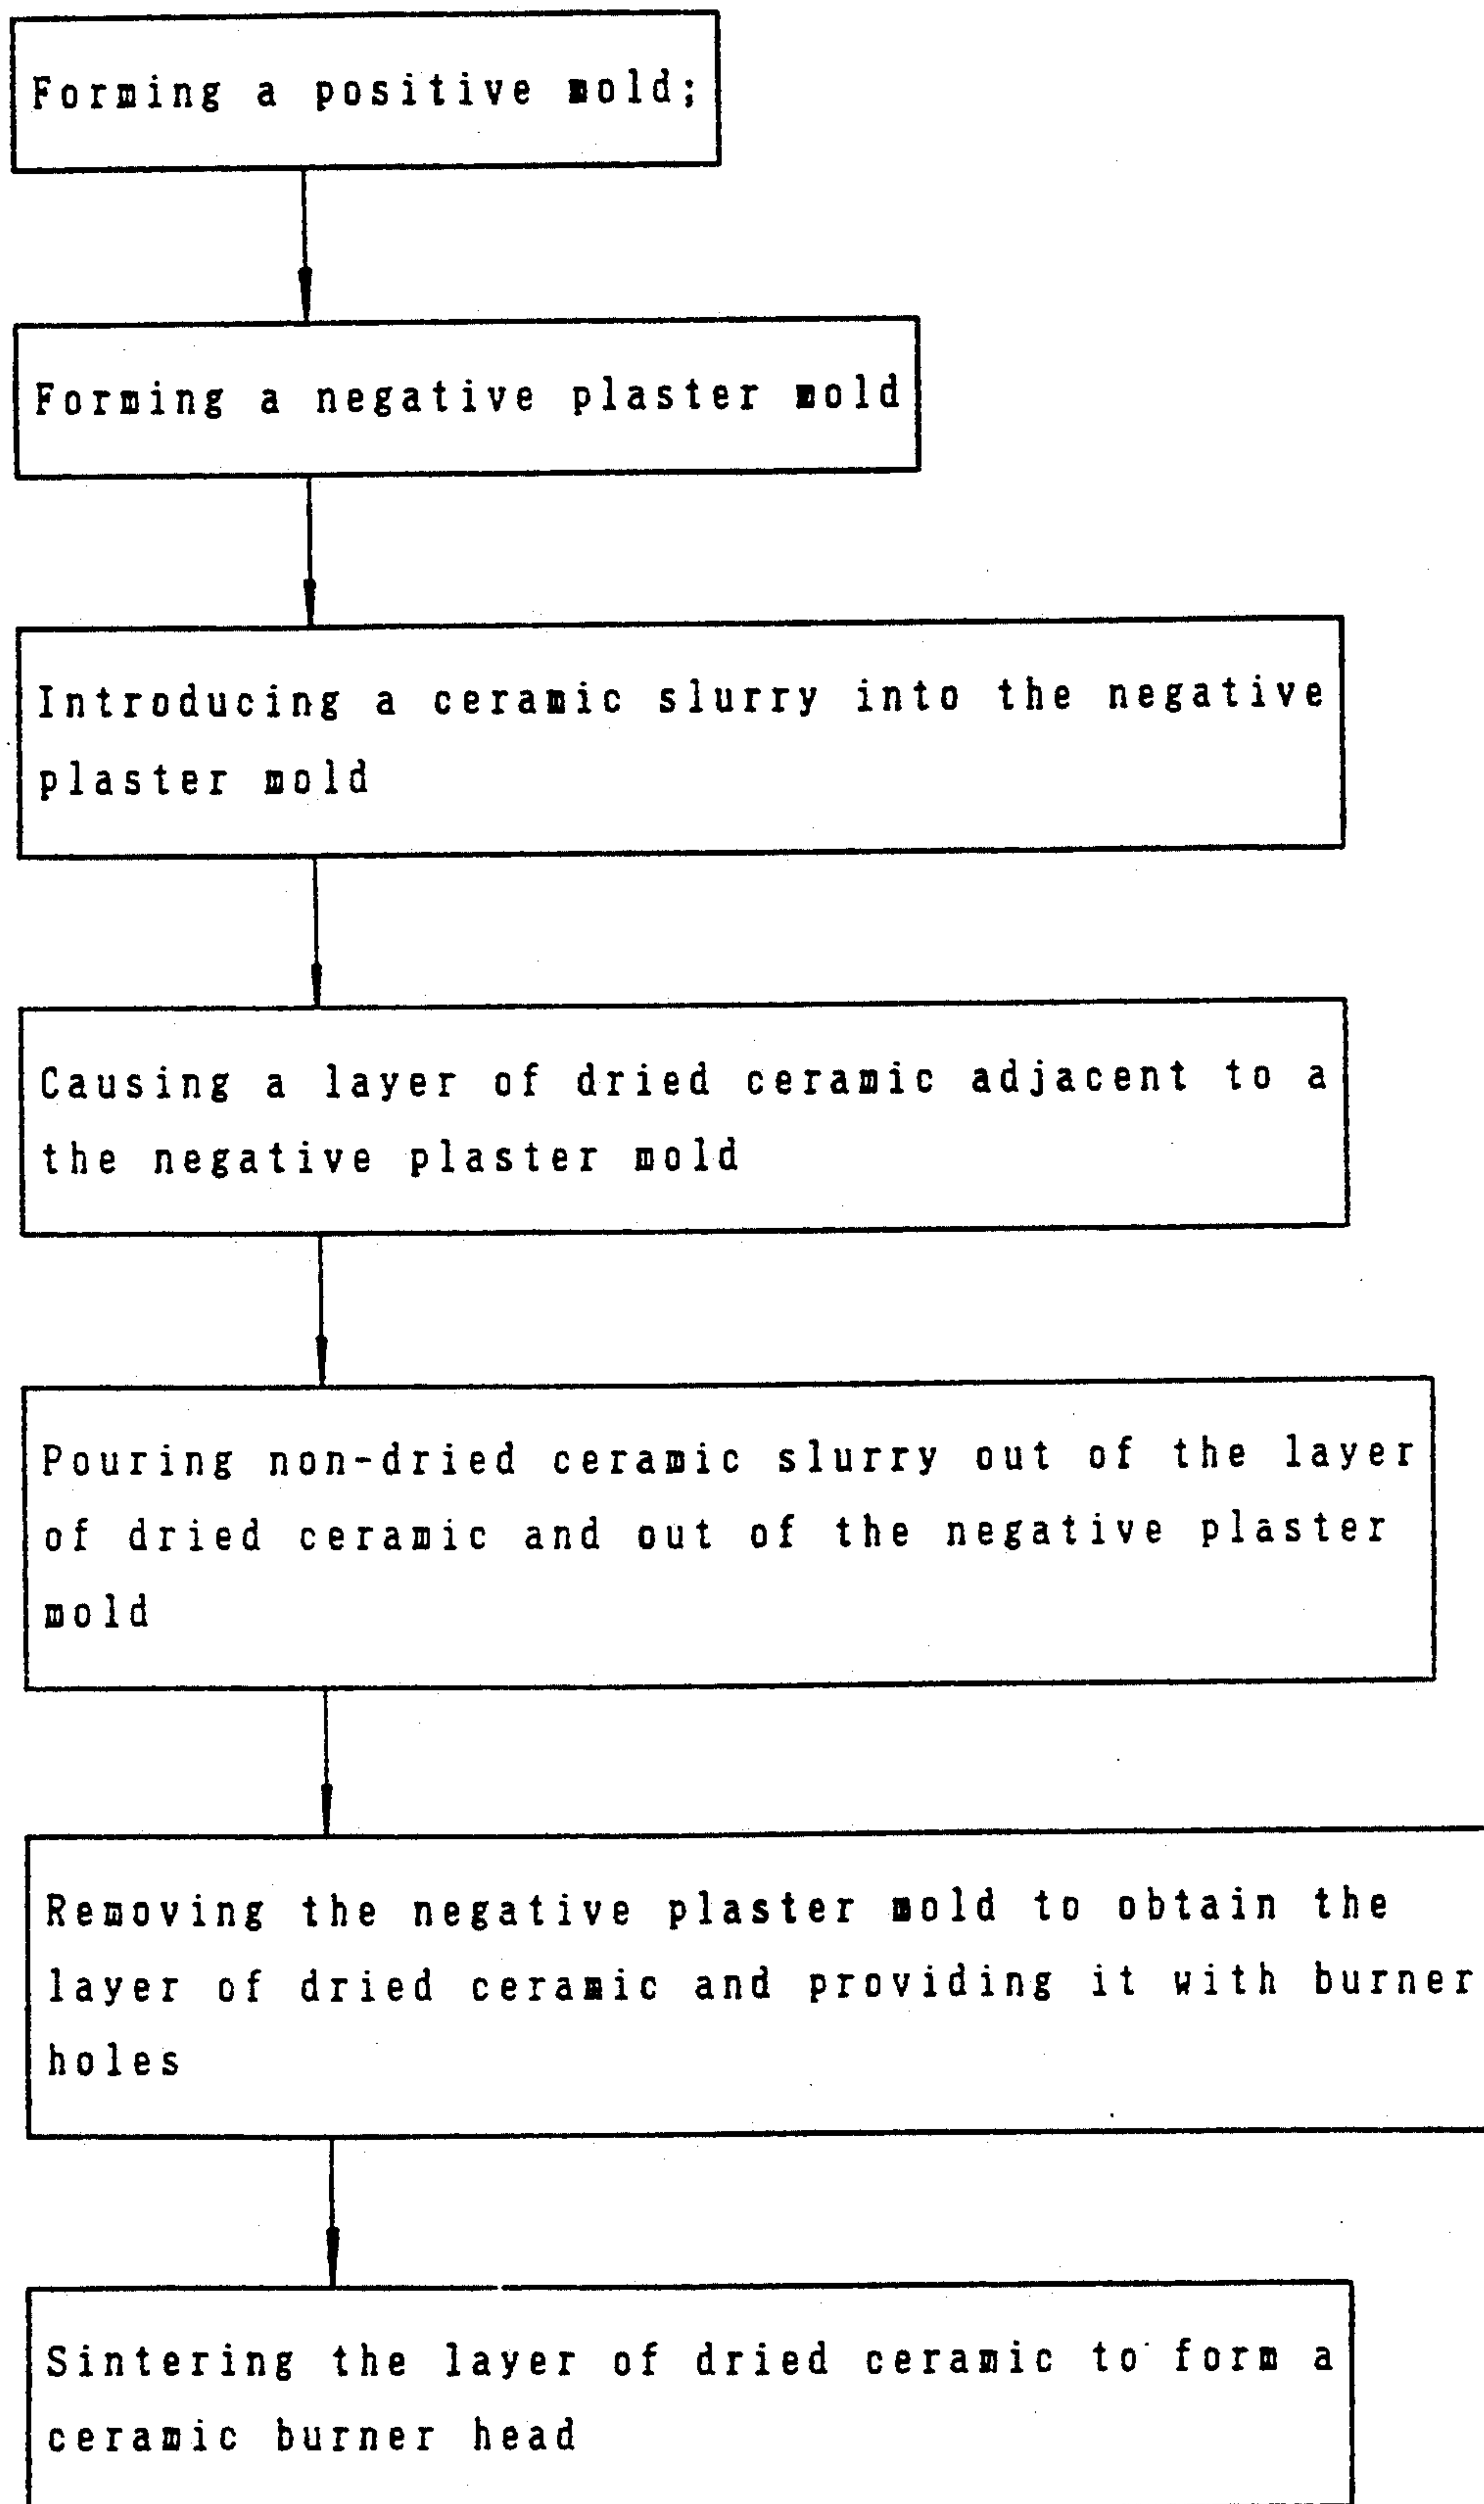 Forming a positive mold;
Forming a negative plaster mold
Introducing a ceramic slurry into the negative
plaster mold
Causing a layer of dried ceramic adjacent to a
the negative plaster mold
Pouring non-dried ceramic slurry out of the layer
of dried ceramic and out of the negative plaster
mold
Removing the negative plaster mold to obtain the
layer of dried ceramic and providing it with burner
holes
Sintering the layer of dried ceramic to form a
ceramic burner head